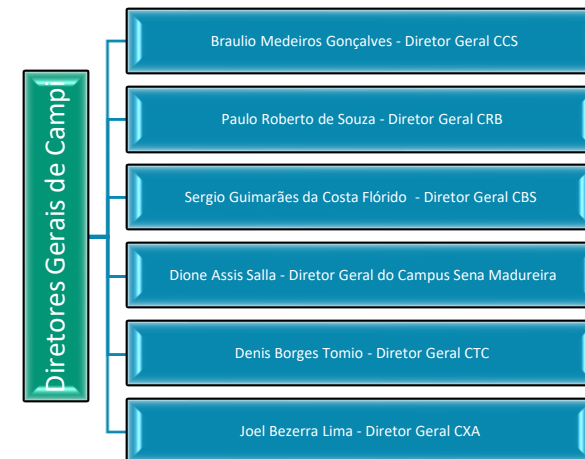 Diretores Gerais de Campi
Braulio Medeiros Gonçalves - Diretor Geral CCS
Paulo Roberto de Souza - Diretor Geral CRB
Sergio Guimarães da Costa Flórido - Diretor Geral CBS
Dione Assis Salla - Diretor Geral do Campus Sena Madureira
Denis Borges Tomio - Diretor Geral CTC
Joel Bezerra Lima - Diretor Geral CXA